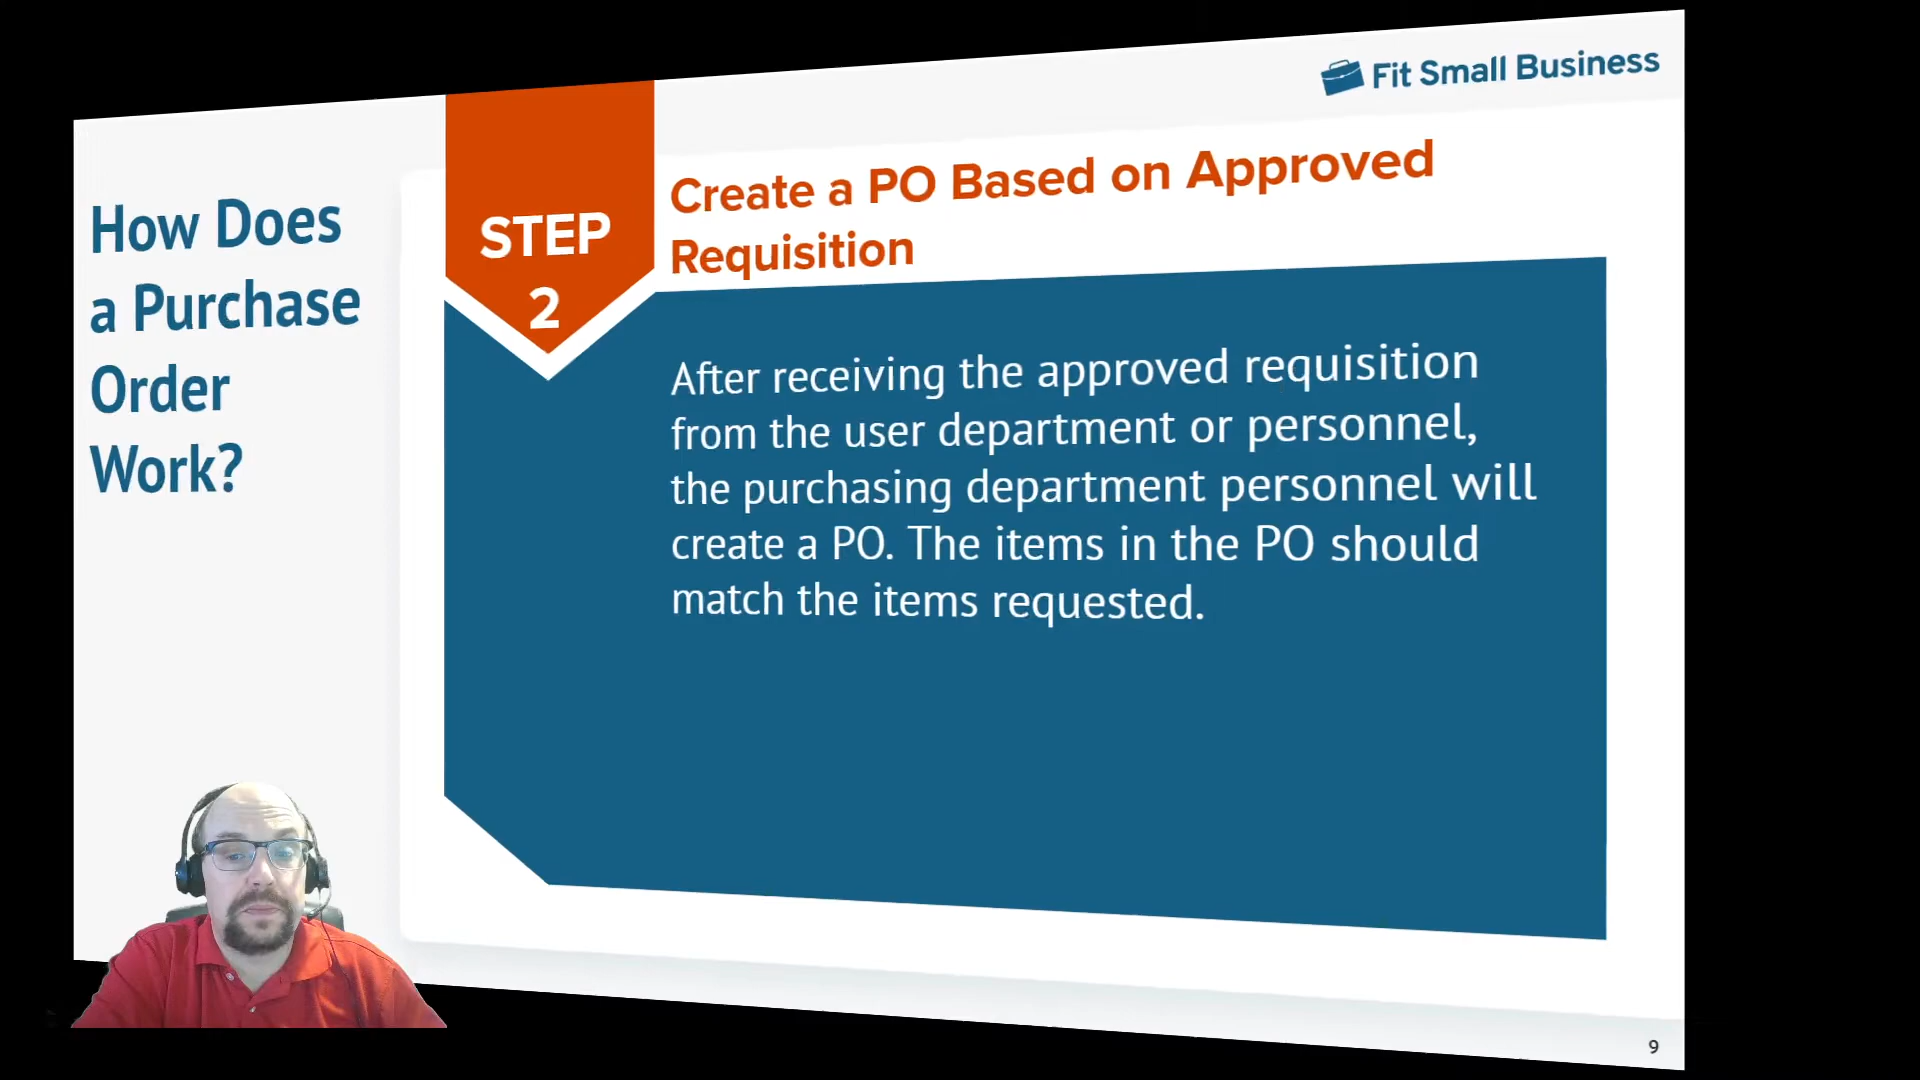 Fit Small Business
How Does
a Purchase
Order
Work?
STEP
2
Create a PO Based on Approved
Requisition
After receiving the approved requisition
from the user department or personnel,
the purchasing department personnel will
create a PO. The items in the PO should
match the items requested.
9